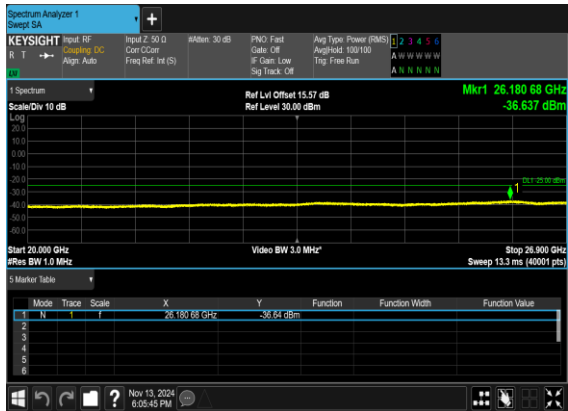 Spectrum Analyzer 1
Swept SA
+
KEYSIGHT Input: RF Input Z: 50 Ω #Atten: 30 dB PNO: Fast Avg Type: Power (RMS) 1 2 3 4 5 6
R T Coupling: DC Corr CCorr Gate: Off Avg|Hold: 100/100 A W W W W W
Align: Auto Freq Ref: Int (S) IF Gain: Low Trig: Free Run
LXI Sig Track: Off A N N N N N
1 Spectrum Ref Lvl Offset 15.57 dB Mkr1 26.180 68 GHz
Scale/Div 10 dB Ref Level 30.00 dBm -36.637 dBm
Log
20.0
10.0
0.00
-10.0
-20.0 DL1 -25.00 dBm
-30.0 1
-40.0
-50.0
-60.0
Start 20.000 GHz Video BW 3.0 MHz* Stop 26.900 GHz
#Res BW 1.0 MHz Sweep 13.3 ms (40001 pts)
5 Marker Table
Mode Trace Scale X Y Function Function Width Function Value
1 N 1 f 26.180 68 GHz -36.64 dBm
2
3
4
5
6
? Nov 13, 2024
6:05:45 PM